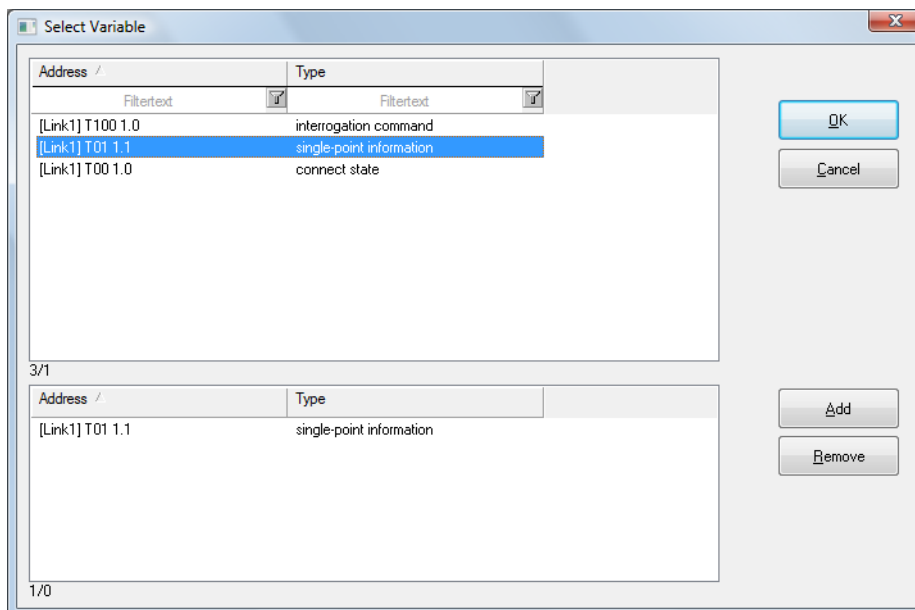 Select Variable
Address Type
Filtertext Filtertext
[Link1] T100 1.0 interrogation command
[Link1] T01 1.1 single-point information
[Link1] T00 1.0 connect state
OK
Cancel
3/1
Address Type
[Link1] T01 1.1 single-point information
Add
Remove
1/0